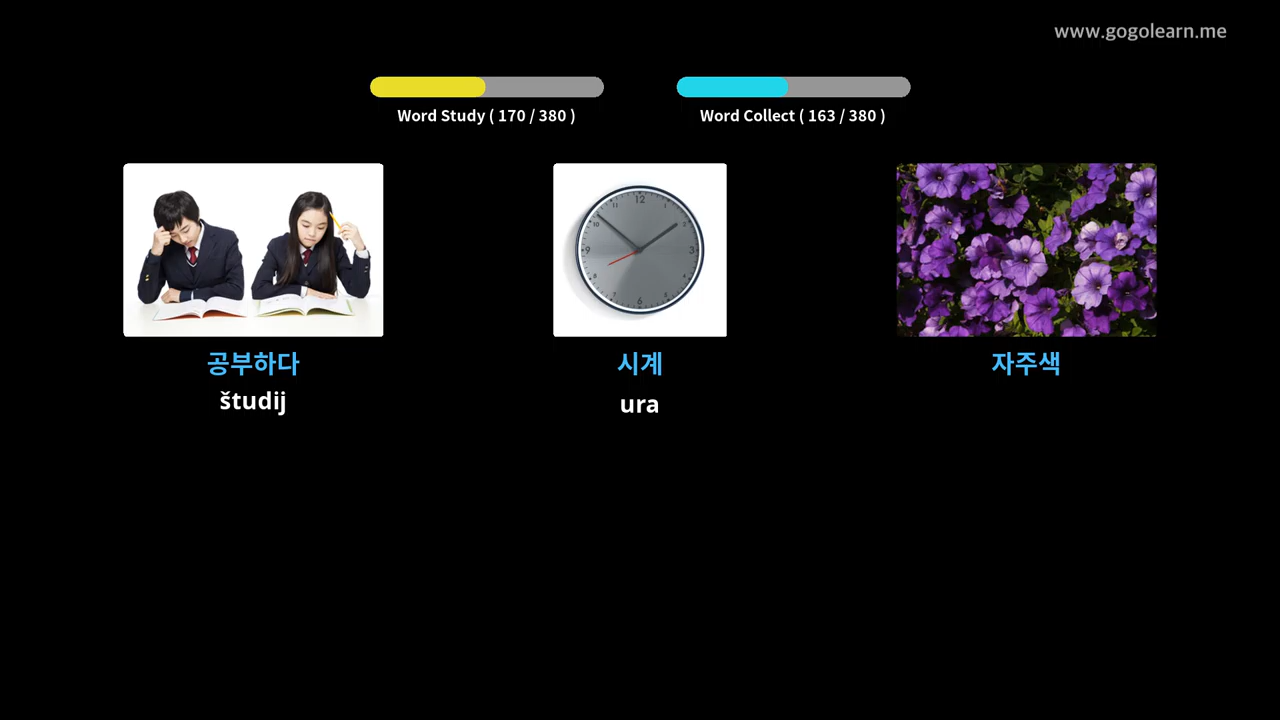 www.gogolearn.me
Word Study ( 170 / 380 )
Word Collect ( 163 / 380 )
공부하다
študij
시계
ura
자주색